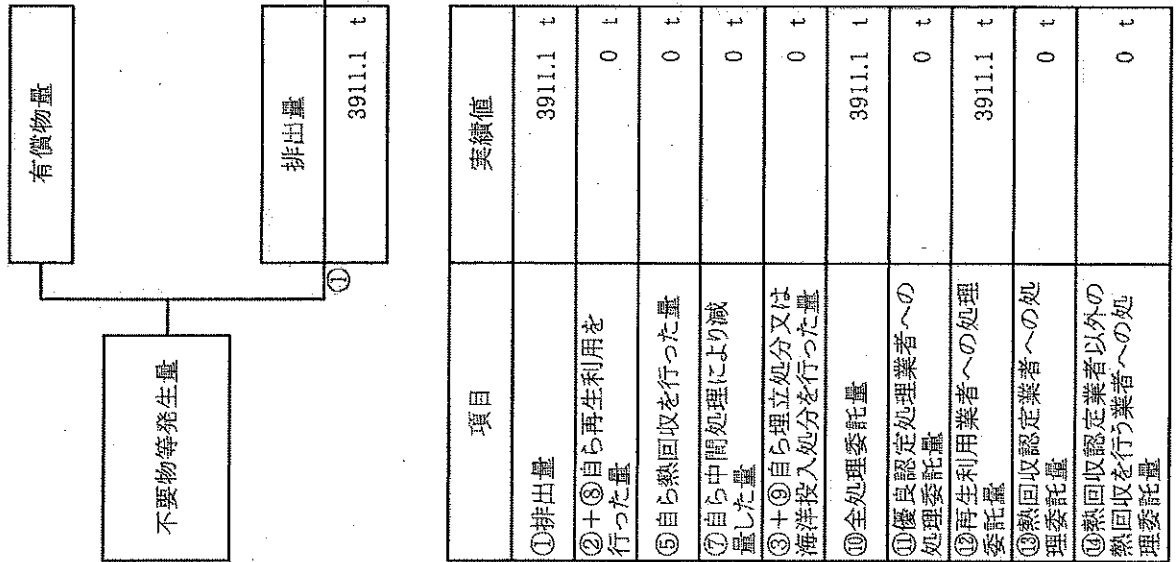 有償物量
不要物等発生量
①
排出量
3911.1 t
項目 実績値
①排出量 3911.1 t
②+⑧自ら再生利用を
行った量 0 t
⑤自ら熱回収を行った量 0 t
⑦自ら中間処理により減
量した量 0 t
③+⑨自ら埋立処分又は
海洋投入処分を行った量 0 t
⑩全処理委託量 3911.1 t
⑪優良認定処理業者への
処理委託量 0 t
⑫再生利用業者への処理
委託量 3911.1 t
⑬熱回収認定業者への処
理委託量 0 t
⑭熱回収認定業者以外の
熱回収を行う業者への処
理委託量 0 t